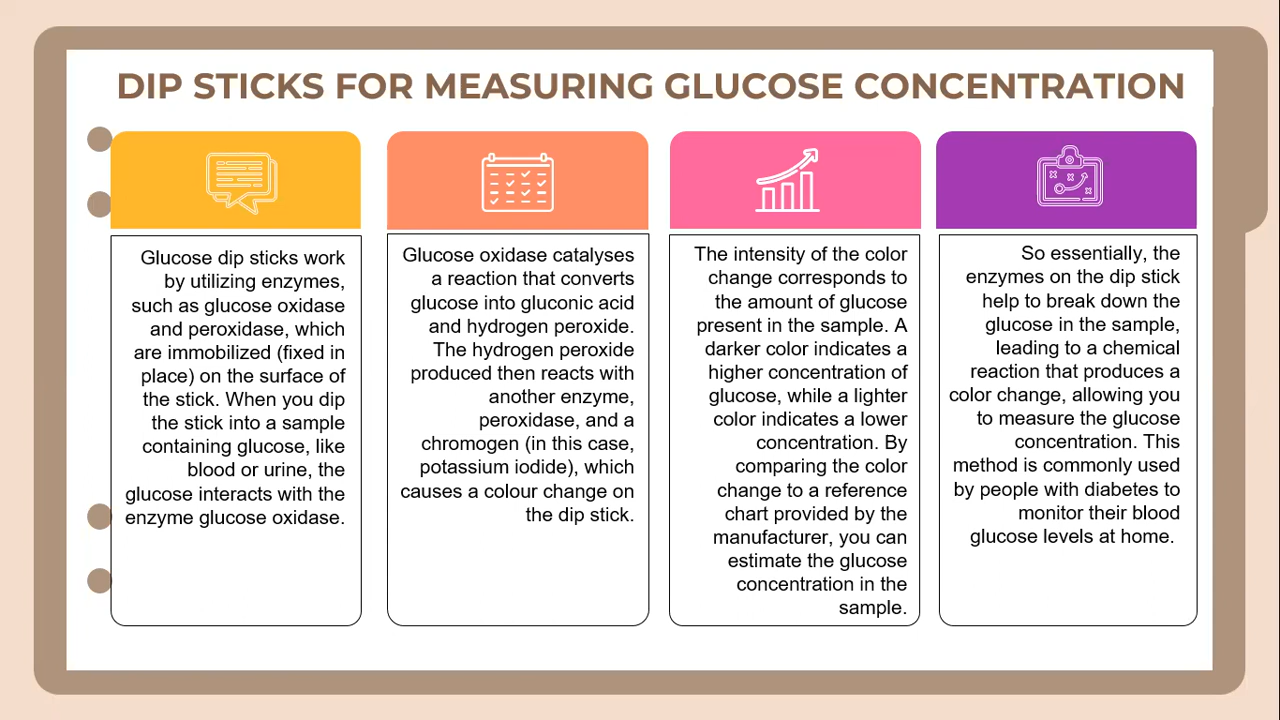 DIP STICKS FOR MEASURING GLUCOSE CONCENTRATION
Glucose dip sticks work
by utilizing enzymes,
such as glucose oxidase
and peroxidase, which
are immobilized (fixed in
place) on the surface of
the stick. When you dip
the stick into a sample
containing glucose, like
blood or urine, the
glucose interacts with the
enzyme glucose oxidase.
Glucose oxidase catalyses
a reaction that converts
glucose into gluconic acid
and hydrogen peroxide.
The hydrogen peroxide
produced then reacts with
another enzyme,
peroxidase, and a
chromogen (in this case,
potassium iodide), which
causes a colour change on
the dip stick.
The intensity of the color
change corresponds to
the amount of glucose
present in the sample. A
darker color indicates a
higher concentration of
glucose, while a lighter
color indicates a lower
concentration. By
comparing the color
change to a reference
chart provided by the
manufacturer, you can
estimate the glucose
concentration in the
sample.
So essentially, the
enzymes on the dip stick
help to break down the
glucose in the sample,
leading to a chemical
reaction that produces a
color change, allowing you
to measure the glucose
concentration. This
method is commonly used
by people with diabetes to
monitor their blood
glucose levels at home.